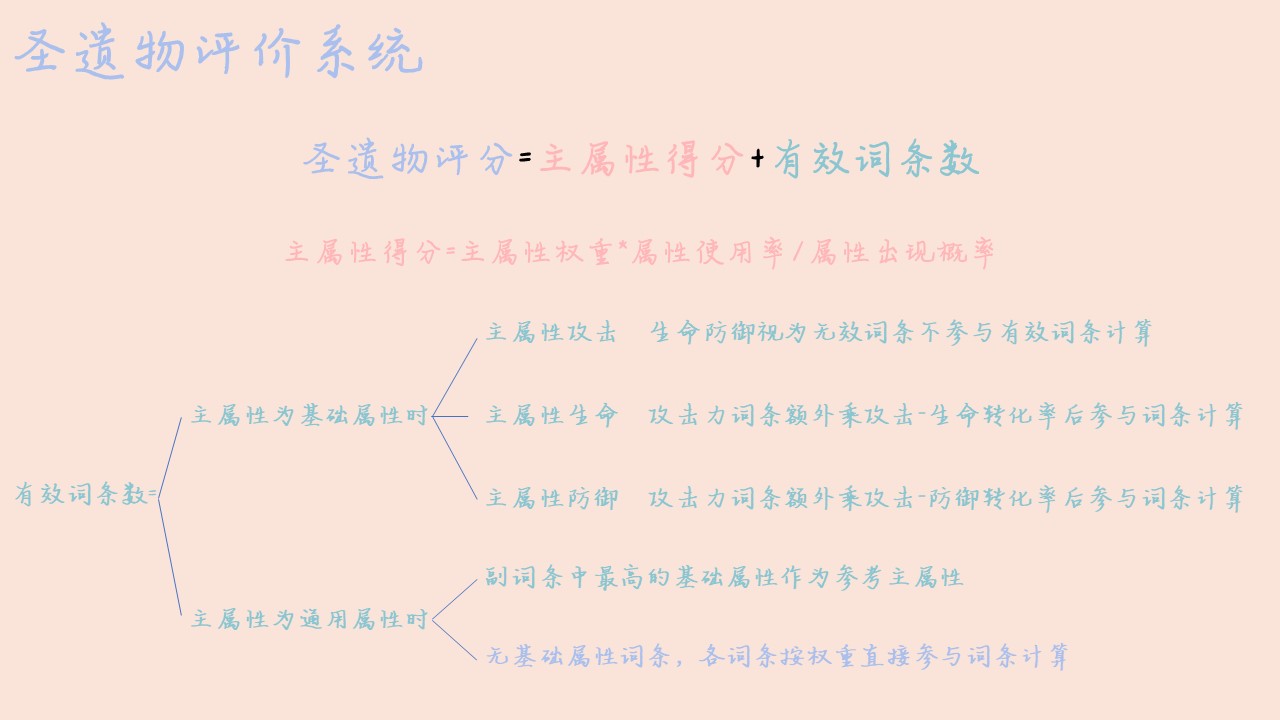 圣遗物评价系统
圣遗物评分=主属性得分+有效词条数
主属性得分=主属性权重*属性使用率/属性出现概率
主属性攻击 生命防御视为无效词条不参与有效词条计算
主属性为基础属性时
主属性生命 攻击力词条额外乘攻击-生命转化率后参与词条计算
有效词条数=
主属性防御 攻击力词条额外乘攻击-防御转化率后参与词条计算
副词条中最高的基础属性作为参考主属性
主属性为通用属性时
无基础属性词条，各词条按权重直接参与词条计算